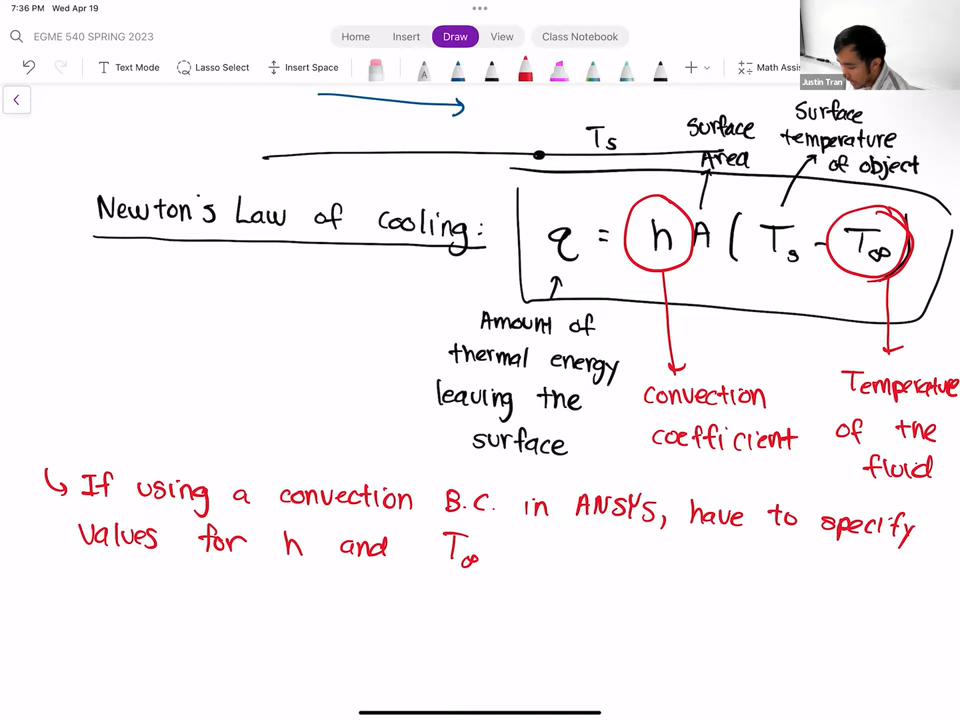 7:36 PM Wed Apr 19
EGME 540 SPRING 2023
Home Insert Draw View Class Notebook
Text Mode Lasso Select Insert Space Math Assis
Justin Tran
Ts
Surface
Area
Surface
temperature
of object
Newton's Law of cooling:
q = h A ( Ts - T∞ )
Amount of
thermal energy
leaving the
surface
convection
coefficient
Temperature
of the
fluid
↳ If using a convection B.C. in ANSYS, have to specify
values for h and T∞